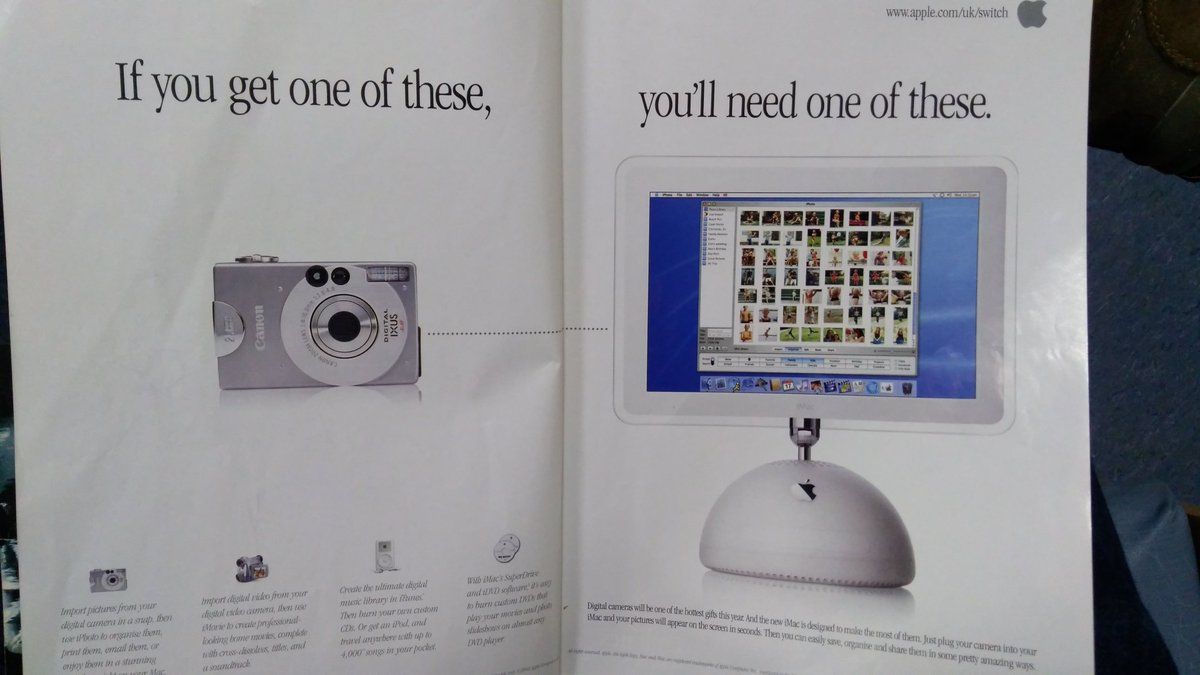 www.apple.com/uk/switch
If you get one of these,
you'll need one of these.
Canon
DIGITAL
IXUS
iMac
Import pictures from your
digital camera in a snap, then
use iPhoto to organise them,
print them, email them, or
enjoy them in a stunning
Import digital video from your
digital video camera, then use
iMovie to create professional-
looking home movies, complete
with cross-dissolves, titles, and
a soundtrack.
Create the ultimate digital
music library in iTunes.
Then burn your own custom
CDs. Or get an iPod, and
travel anywhere with up to
4,000 songs in your pocket.
With iMac's SuperDrive
and iDVD software, it's easy
to burn custom DVDs that
play your movies and photo
slideshows on almost any
DVD player.
Digital cameras will be one of the hottest gifts this year. And the new iMac is designed to make the most of them. Just plug your camera into your
iMac and your pictures will appear on the screen in seconds. Then you can easily save, organise and share them in some pretty amazing ways.